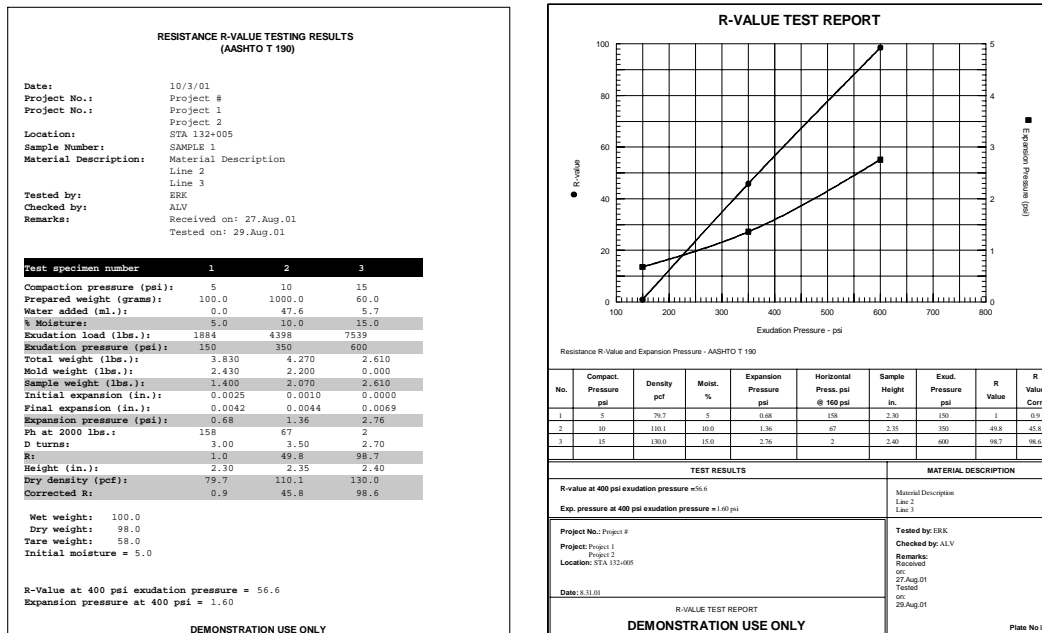 RESISTANCE R-VALUE TESTING RESULTS
(AASHTO T 190)
Date: 10/3/01
Project No.: Project #
Project No.: Project 1
Project 2
Location: STA 132+005
Sample Number: SAMPLE 1
Material Description: Material Description
Line 2
Line 3
Tested by: ERK
Checked by: ALV
Remarks: Received on: 27.Aug.01
Tested on: 29.Aug.01
Test specimen number 1 2 3
Compaction pressure (psi): 5 10 15
Prepared weight (grams): 100.0 1000.0 60.0
Water added (ml.): 0.0 47.6 5.7
% Moisture: 5.0 10.0 15.0
Exudation load (lbs.): 1884 4398 7539
Exudation pressure (psi): 150 350 600
Total weight (lbs.): 3.830 4.270 2.610
Mold weight (lbs.): 2.430 2.200 0.000
Sample weight (lbs.): 1.400 2.070 2.610
Initial expansion (in.): 0.0025 0.0010 0.0000
Final expansion (in.): 0.0042 0.0044 0.0069
Expansion pressure (psi): 0.68 1.36 2.76
Ph at 2000 lbs.: 158 67 2
D turns: 3.00 3.50 2.70
R: 1.0 49.8 98.7
Height (in.): 2.30 2.35 2.40
Dry density (pcf): 79.7 110.1 130.0
Corrected R: 0.9 45.8 98.6
Wet weight: 100.0
Dry weight: 98.0
Tare weight: 58.0
Initial moisture = 5.0
R-Value at 400 psi exudation pressure = 56.6
Expansion pressure at 400 psi = 1.60
DEMONSTRATION USE ONLY
R-VALUE TEST REPORT
100 5
80 4
60 3
40 2
20 1
0 0
R-value
Expansion Pressure (psi)
100 200 300 400 500 600 700 800
Exudation Pressure - psi
Resistance R-Value and Expansion Pressure - AASHTO T 190
No. Compact. Pressure psi Density pcf Moist. % Expansion Pressure psi Horizontal Press. psi @ 160 psi Sample Height in. Exud. Pressure psi R Value R Value Corr
1 5 79.7 5 0.68 158 2.30 150 1 0.9
2 10 110.1 10.0 1.36 67 2.35 350 49.8 45.8
3 15 130.0 15.0 2.76 2 2.40 600 98.7 98.6
TEST RESULTS MATERIAL DESCRIPTION
R-value at 400 psi exudation pressure =56.6
Exp. pressure at 400 psi exudation pressure =1.60 psi
Material Description
Line 2
Line 3
Project No.: Project #
Project: Project 1
Project 2
Location: STA 132+005
Date: 8.31.01
R-VALUE TEST REPORT
DEMONSTRATION USE ONLY
Tested by: ERK
Checked by: ALV
Remarks:
Received
on:
27.Aug.01
Tested
on:
29.Aug.01
Plate No